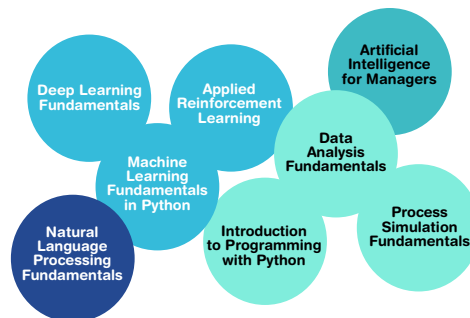 Deep Learning
Fundamentals
Applied
Reinforcement
Learning
Artificial
Intelligence
for Managers
Machine
Learning
Fundamentals
in Python
Data
Analysis
Fundamentals
Natural
Language
Processing
Fundamentals
Introduction
to Programming
with Python
Process
Simulation
Fundamentals